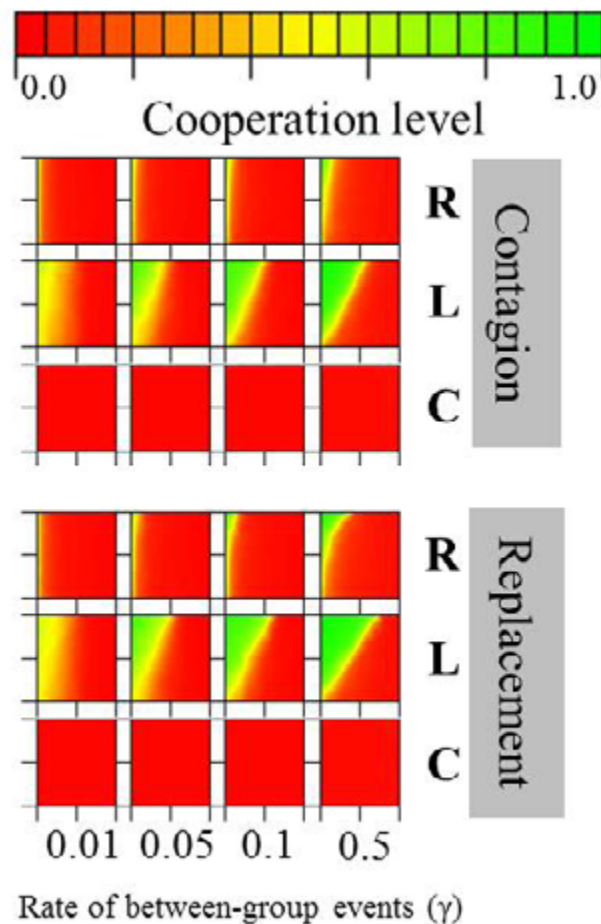 0.0 1.0
Cooperation level
R
L
C
Contagion
R
L
C
Replacement
0.01 0.05 0.1 0.5
Rate of between-group events (γ)